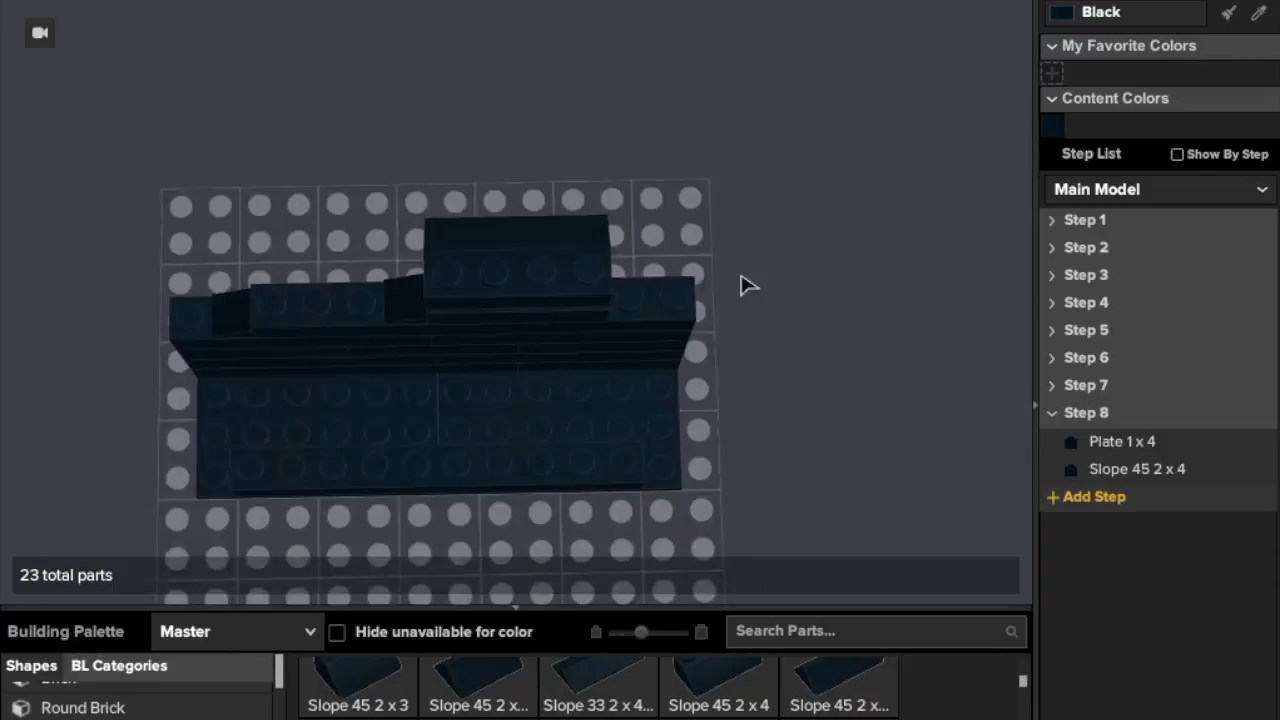 Black
My Favorite Colors
Content Colors
Step List
Show By Step
Main Model
Step 1
Step 2
Step 3
Step 4
Step 5
Step 6
Step 7
Step 8
Plate 1 x 4
Slope 45 2 x 4
Add Step
23 total parts
Building Palette
Master
Hide unavailable for color
Search Parts...
Shapes
BL Categories
Round Brick
Slope 45 2 x 3
Slope 45 2 x...
Slope 33 2 x 4...
Slope 45 2 x 4
Slope 45 2 x...